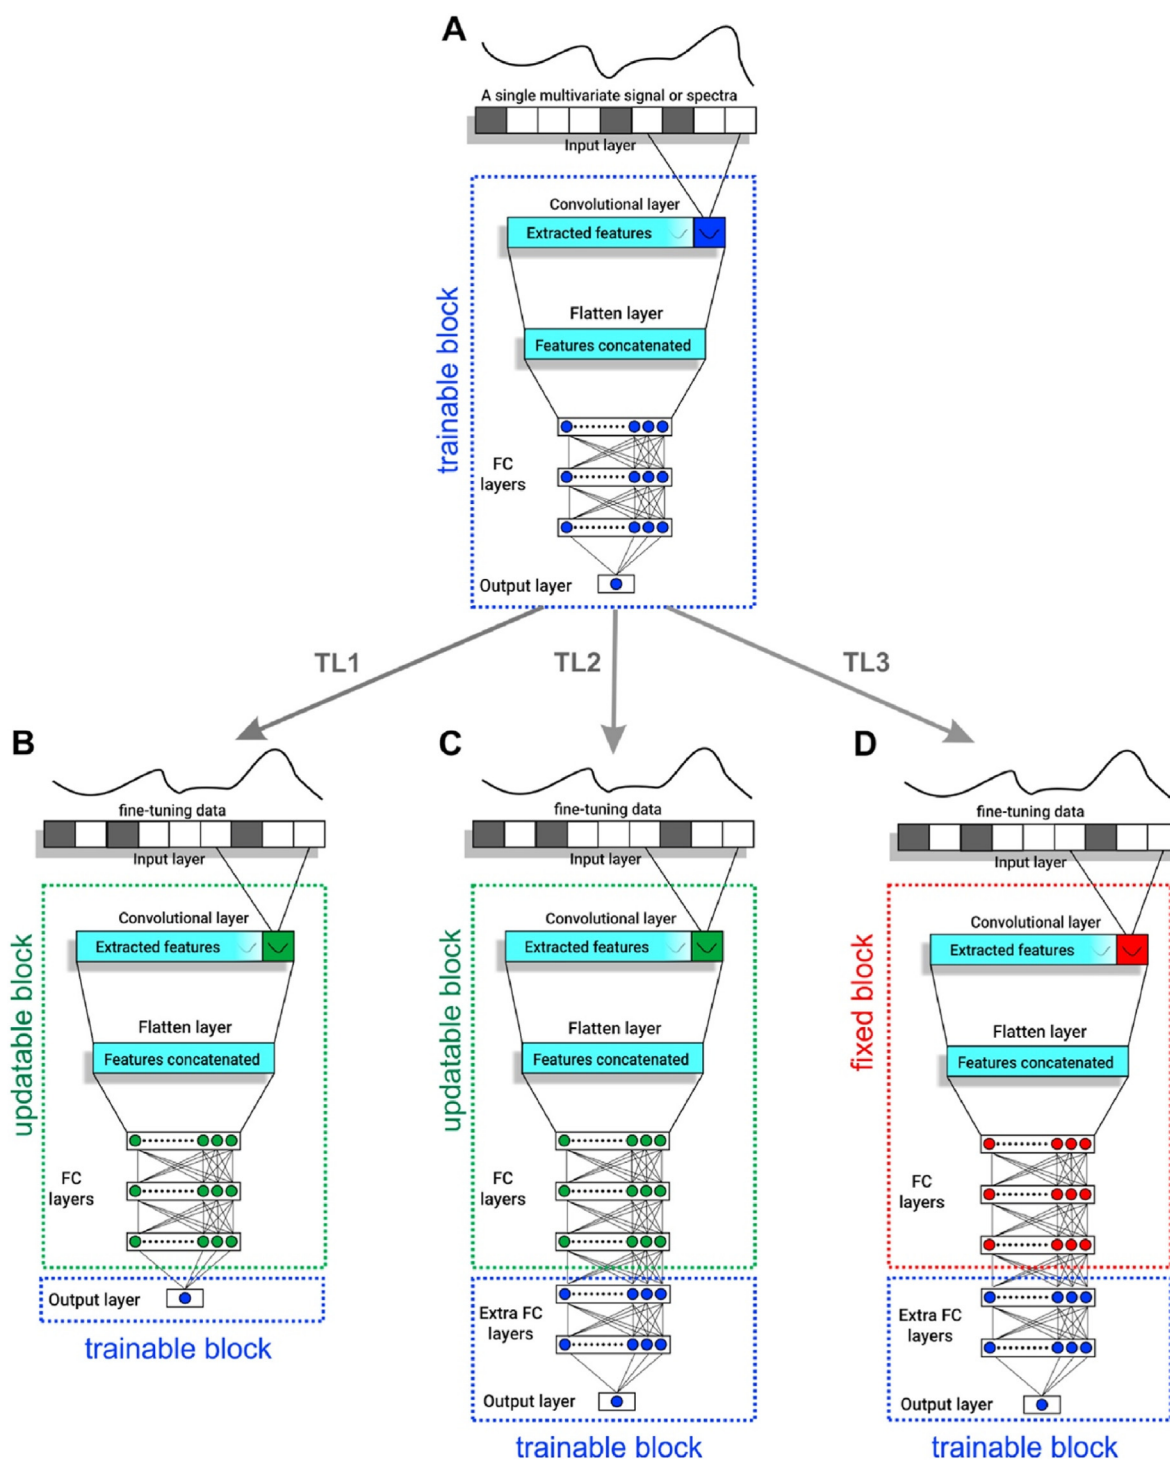 A
A single multivariate signal or spectra
Input layer
trainable block
Convolutional layer
Extracted features
Flatten layer
Features concatenated
FC
layers
Output layer
TL1
TL2
TL3
B
fine-tuning data
Input layer
updatable block
Convolutional layer
Extracted features
Flatten layer
Features concatenated
FC
layers
Output layer
trainable block
C
fine-tuning data
Input layer
updatable block
Convolutional layer
Extracted features
Flatten layer
Features concatenated
FC
layers
Extra FC
layers
Output layer
trainable block
D
fine-tuning data
Input layer
fixed block
Convolutional layer
Extracted features
Flatten layer
Features concatenated
FC
layers
Extra FC
layers
Output layer
trainable block